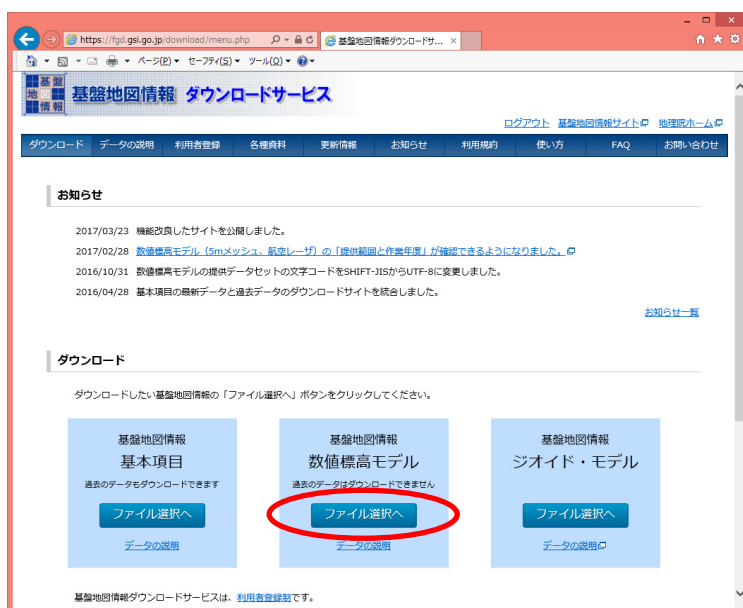 https://fgd.gsi.go.jp/download/menu.php
基盤地図情報ダウンロードサ...
ページ(P) セーフティ(S) ツール(O)
基盤地図情報
基盤地図情報 ダウンロードサービス
ログアウト 基盤地図情報サイト 地理院ホーム
ダウンロード データの説明 利用者登録 各種資料 更新情報 お知らせ 利用規約 使い方 FAQ お問い合わせ
お知らせ
2017/03/23 機能改良したサイトを公開しました。
2017/02/28 数値標高モデル（5mメッシュ、航空レーザ）の「提供範囲と作業年度」が確認できるようになりました。
2016/10/31 数値標高モデルの提供データセットの文字コードをSHIFT-JISからUTF-8に変更しました。
2016/04/28 基本項目の最新データと過去データのダウンロードサイトを統合しました。
お知らせ一覧
ダウンロード
ダウンロードしたい基盤地図情報の「ファイル選択へ」ボタンをクリックしてください。
基盤地図情報
基本項目
過去のデータもダウンロードできます
ファイル選択へ
データの説明
基盤地図情報
数値標高モデル
過去のデータはダウンロードできません
ファイル選択へ
データの説明
基盤地図情報
ジオイド・モデル
ファイル選択へ
データの説明
基盤地図情報ダウンロードサービスは、利用者登録制です。